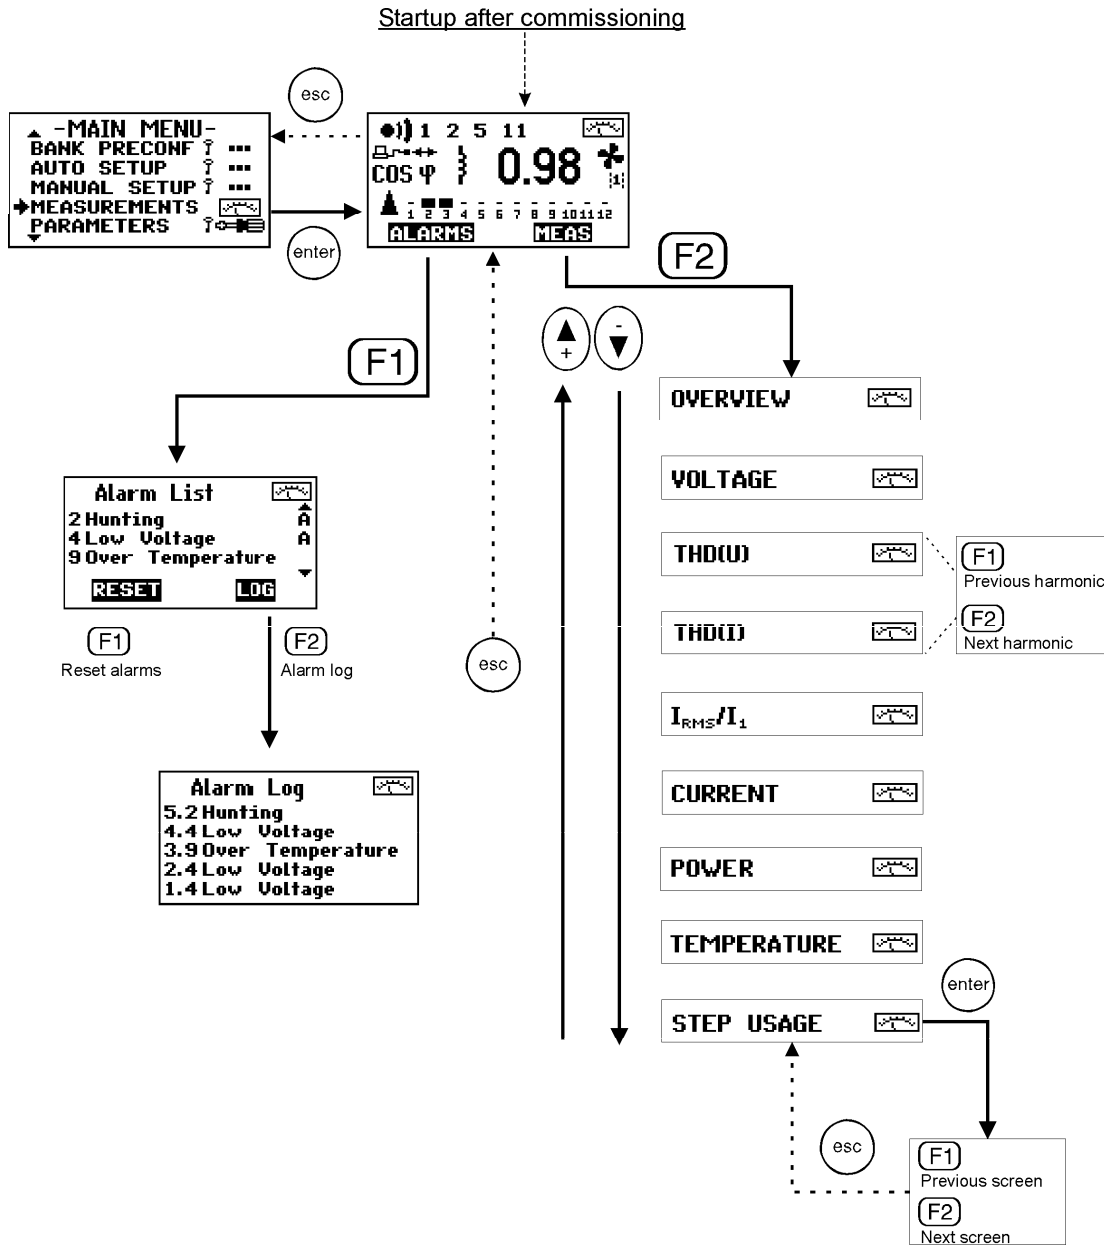 Startup after commissioning
esc
-MAIN MENU-
BANK PRECONF
AUTO SETUP
MANUAL SETUP
MEASUREMENTS
PARAMETERS
enter
1 2 5 11
COS φ
0.98
1
1 2 3 4 5 6 7 8 9 10 11 12
ALARMS MEAS
F2
F1
+
-
OVERVIEW
VOLTAGE
THD(U)
THD(I)
F1
Previous harmonic
F2
Next harmonic
IRMS/I1
CURRENT
POWER
TEMPERATURE
STEP USAGE
enter
esc
F1
Previous screen
F2
Next screen
esc
Alarm List
2 Hunting A
4 Low Voltage A
9 Over Temperature
RESET LOG
F1
Reset alarms
F2
Alarm log
Alarm Log
5.2 Hunting
4.4 Low Voltage
3.9 Over Temperature
2.4 Low Voltage
1.4 Low Voltage